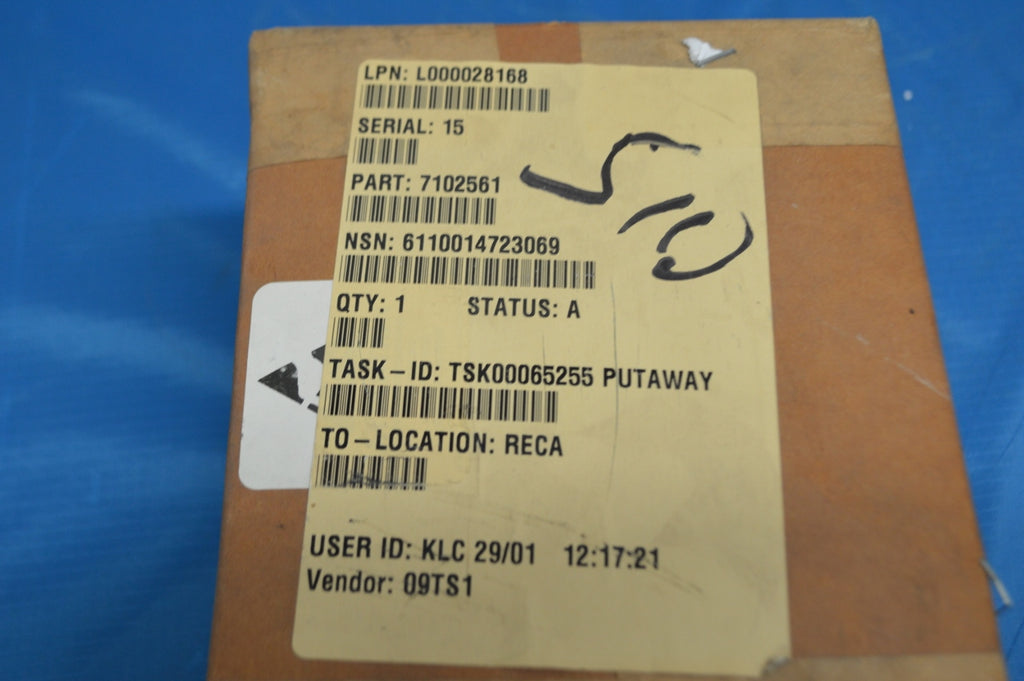 LPN: L000028168
SERIAL: 15
PART: 7102561
NSN: 6110014723069
QTY: 1 STATUS: A
TASK-ID: TSK00065255 PUTAWAY
TO-LOCATION: RECA
USER ID: KLC 29/01 12:17:21
Vendor: 09TS1